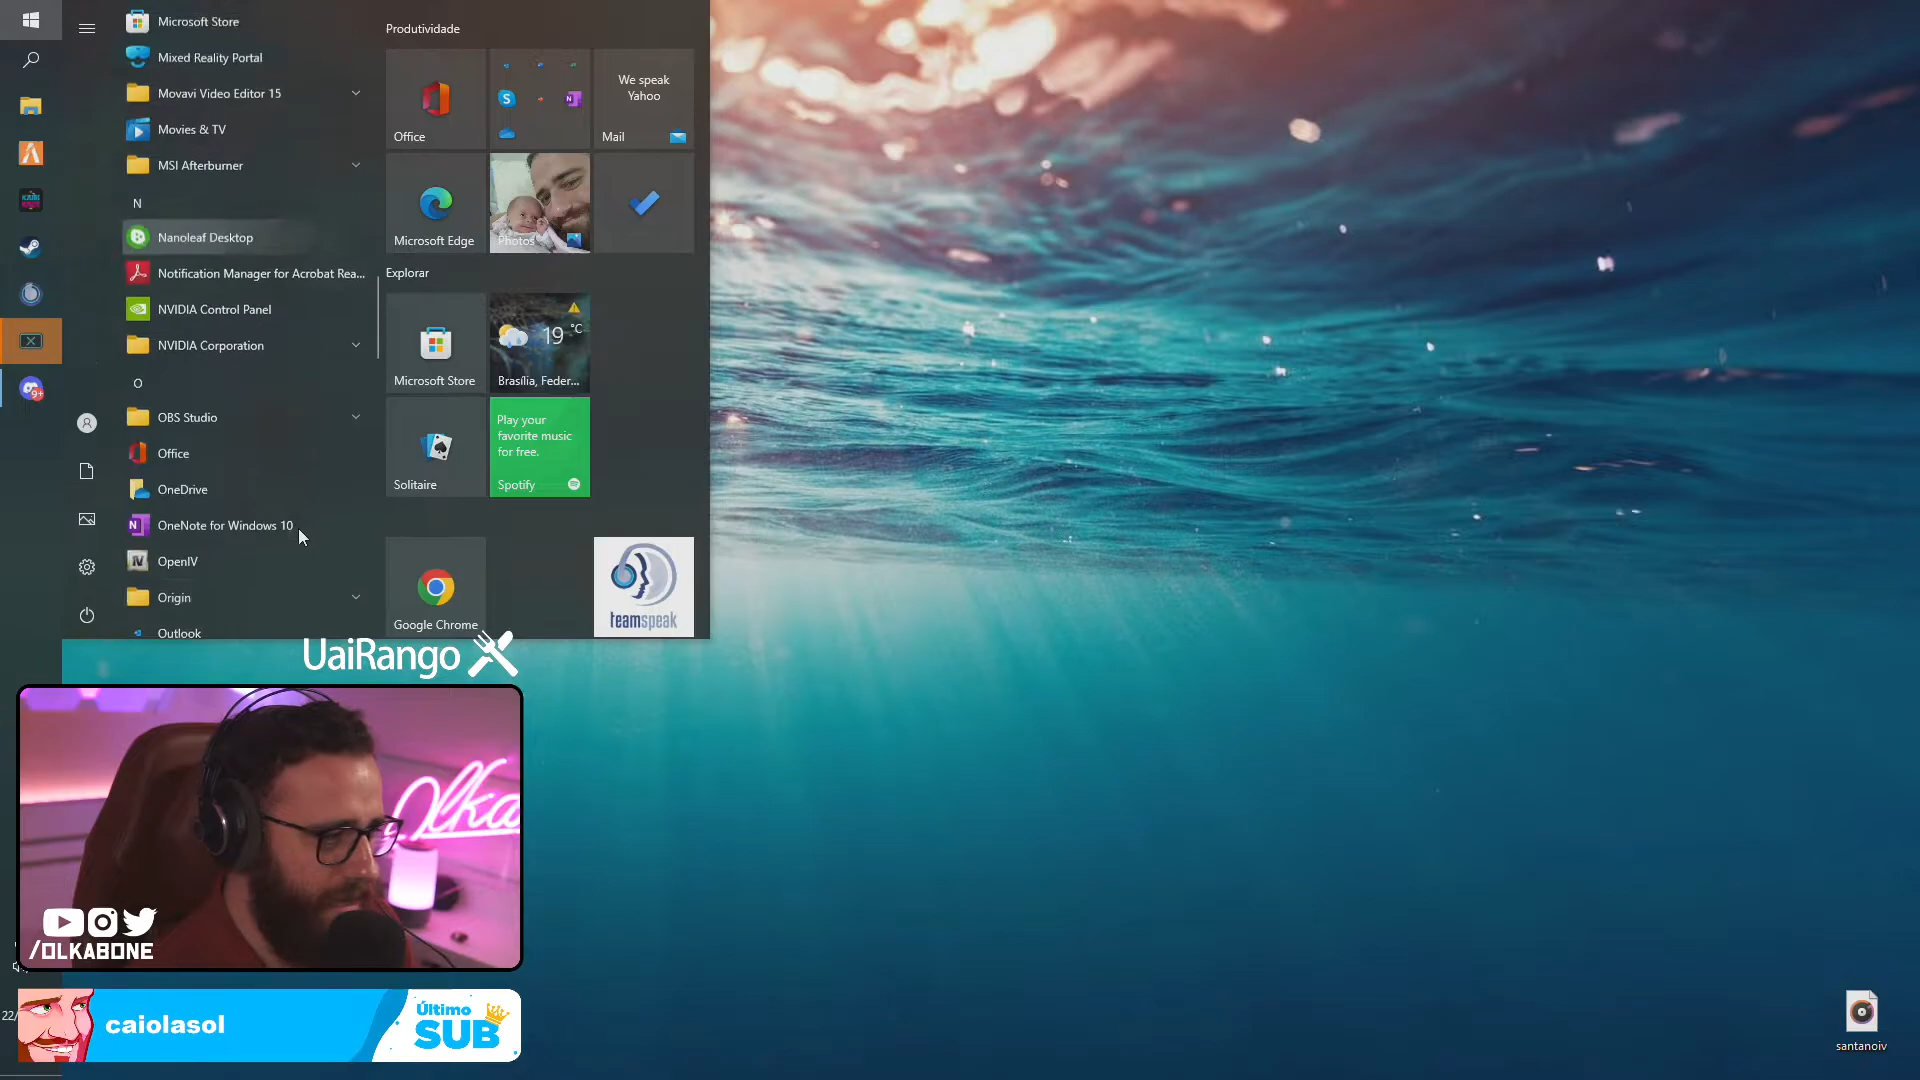 Microsoft Store
Mixed Reality Portal
Movavi Video Editor 15
Movies & TV
MSI Afterburner
N
Nanoleaf Desktop
Notification Manager for Acrobat Rea...
NVIDIA Control Panel
NVIDIA Corporation
O
OBS Studio
Office
OneDrive
OneNote for Windows 10
OpenIV
Origin
Outlook
Produtividade
Office
We speak
Yahoo
Mail
Microsoft Edge
Photos
Explorar
Microsoft Store
19 °C
Brasília, Feder...
Solitaire
Play your
favorite music
for free.
Spotify
Google Chrome
teamspeak
9+
UaiRango
Olka
/OLKABONE
22/
caiolasol
Último
SUB
santanoiv